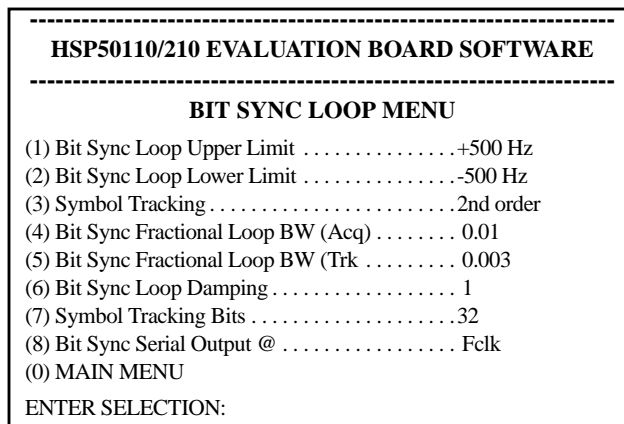 -----------------------------------------------------------------------
HSP50110/210 EVALUATION BOARD SOFTWARE
-----------------------------------------------------------------------
BIT SYNC LOOP MENU
(1) Bit Sync Loop Upper Limit . . . . . . . . . . . . . . . .+500 Hz
(2) Bit Sync Loop Lower Limit . . . . . . . . . . . . . . . .-500 Hz
(3) Symbol Tracking . . . . . . . . . . . . . . . . . . . . . . . .2nd order
(4) Bit Sync Fractional Loop BW (Acq) . . . . . . . . 0.01
(5) Bit Sync Fractional Loop BW (Trk . . . . . . . . . 0.003
(6) Bit Sync Loop Damping . . . . . . . . . . . . . . . . . . 1
(7) Symbol Tracking Bits . . . . . . . . . . . . . . . . . . . .32
(8) Bit Sync Serial Output @ . . . . . . . . . . . . . . . . . Fclk
(0) MAIN MENU
ENTER SELECTION: